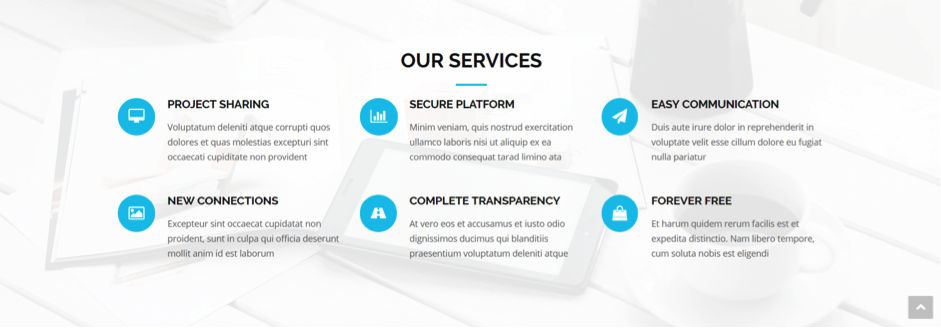 OUR SERVICES
PROJECT SHARING
Voluptatum deleniti atque corrupti quos
dolores et quas molestias excepturi sint
occaecati cupiditate non provident
SECURE PLATFORM
Minim veniam, quis nostrud exercitation
ullamco laboris nisi ut aliquip ex ea
commodo consequat tarad limino ata
EASY COMMUNICATION
Duis aute irure dolor in reprehenderit in
voluptate velit esse cillum dolore eu fugiat
nulla pariatur
NEW CONNECTIONS
Excepteur sint occaecat cupidatat non
proident, sunt in culpa qui officia deserunt
mollit anim id est laborum
COMPLETE TRANSPARENCY
At vero eos et accusamus et iusto odio
dignissimos ducimus qui blanditiis
praesentium voluptatum deleniti atque
FOREVER FREE
Et harum quidem rerum facilis est et
expedita distinctio. Nam libero tempore,
cum soluta nobis est eligendi